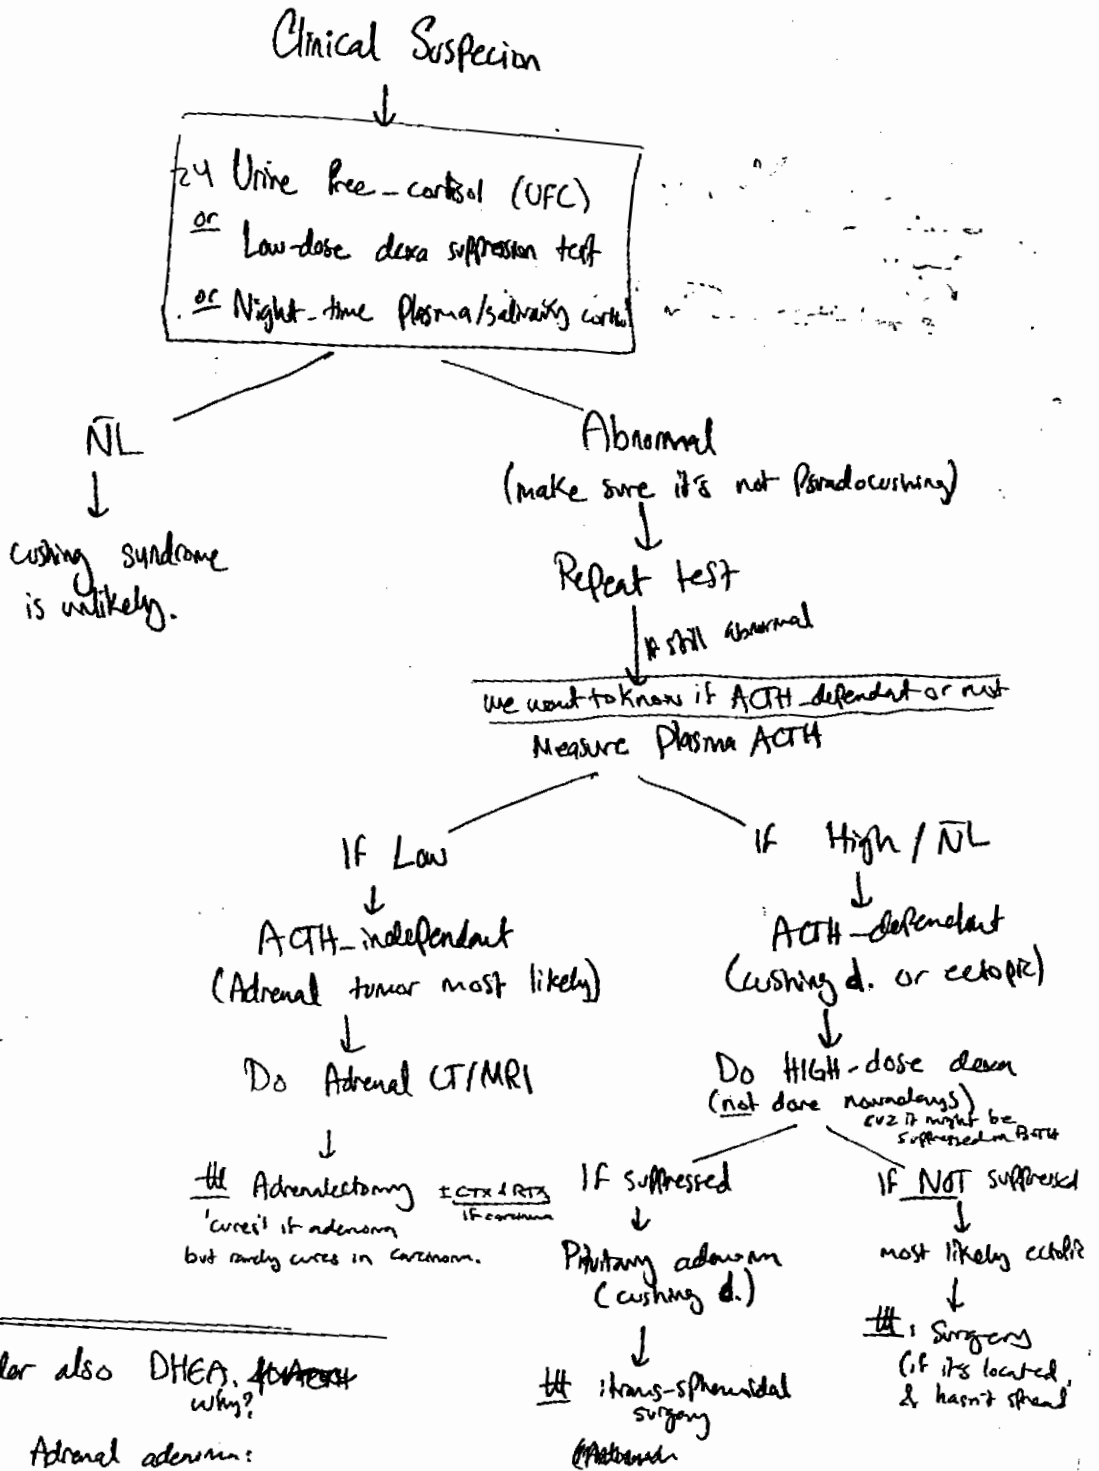 Clinical Suspecion
24 Urine free-cortisol (UFC)
or Low-dose dexa suppression test
or Night-time Plasma/salivary cortisol
NL
Abnormal
(make sure it's not Pseudocushing)
cushing syndrome
is unlikely.
Repeat test
If still abnormal
we want to know if ACTH-dependant or not
Measure Plasma ACTH
If Low
If High / NL
ACTH-independant
(Adrenal tumor most likely)
ACTH-dependant
(cushing d. or ectopic)
Do Adrenal CT/MRI
Do HIGH-dose dexa
(not done nowadays)
cuz it might be
suppressed in Both
ttt Adrenalectomy ± CTX & RTX
if carcinoma
'cures' if adenoma
but rarely cures in carcinom.
If suppressed
If NOT suppressed
Pituitary adenoma
(cushing d.)
most likely ectopic
ttt : trans-sphenoidal
surgery
ttt : Surgery
(if it's located
& hasn't spread
also DHEA.
why?
Adrenal adenoma: